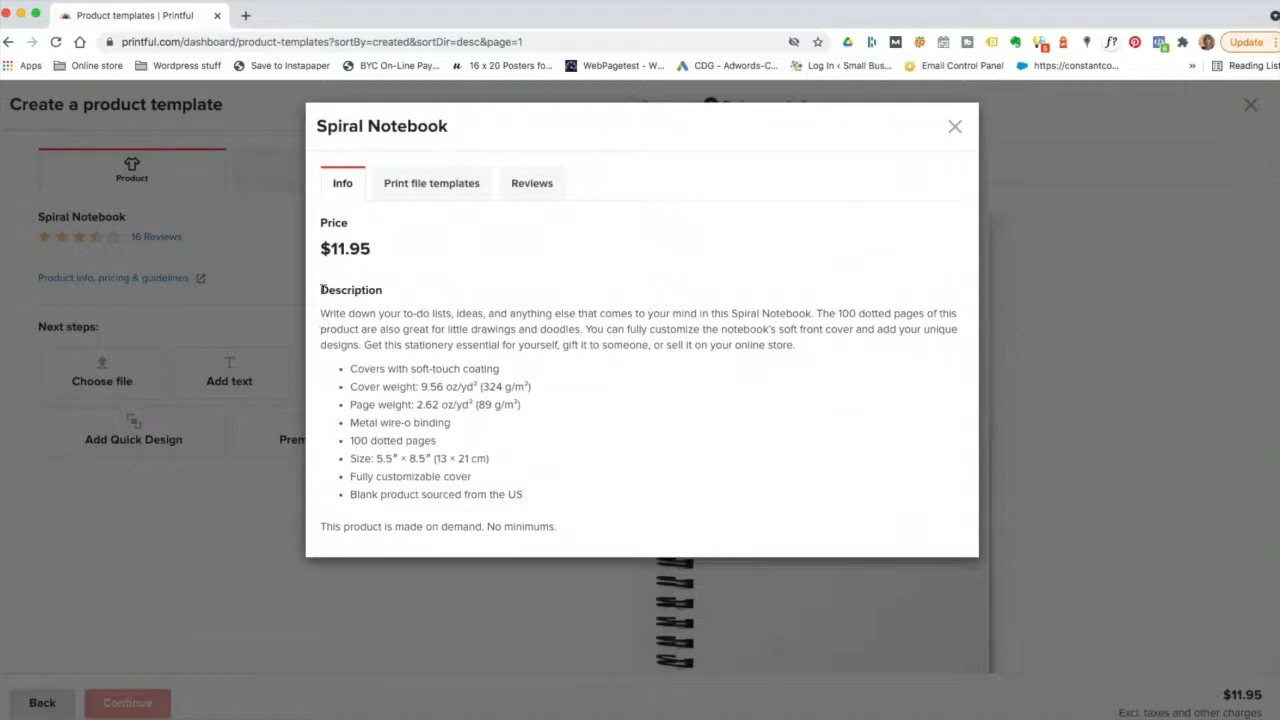 Product templates | Printful
printful.com/dashboard/product-templates?sortBy=created&sortDir=desc&page=1
Update
Apps
Online store
Wordpress stuff
Save to Instapaper
BYC On-Line Pay...
16 x 20 Posters fo...
WebPagetest - W...
CDG - Adwords-C...
Log In < Small Bus...
Email Control Panel
https://constantco...
»
Reading List
Create a product template
Product
Spiral Notebook
16 Reviews
Product info, pricing & guidelines
Next steps:
Choose file
Add text
Add Quick Design
Prem
Spiral Notebook
Info
Print file templates
Reviews
Price
$11.95
Description
Write down your to-do lists, ideas, and anything else that comes to your mind in this Spiral Notebook. The 100 dotted pages of this
product are also great for little drawings and doodles. You can fully customize the notebook's soft front cover and add your unique
designs. Get this stationery essential for yourself, gift it to someone, or sell it on your online store.
• Covers with soft-touch coating
• Cover weight: 9.56 oz/yd² (324 g/m²)
• Page weight: 2.62 oz/yd² (89 g/m²)
• Metal wire-o binding
• 100 dotted pages
• Size: 5.5″ × 8.5″ (13 × 21 cm)
• Fully customizable cover
• Blank product sourced from the US
This product is made on demand. No minimums.
Back
Continue
$11.95
Excl. taxes and other charges